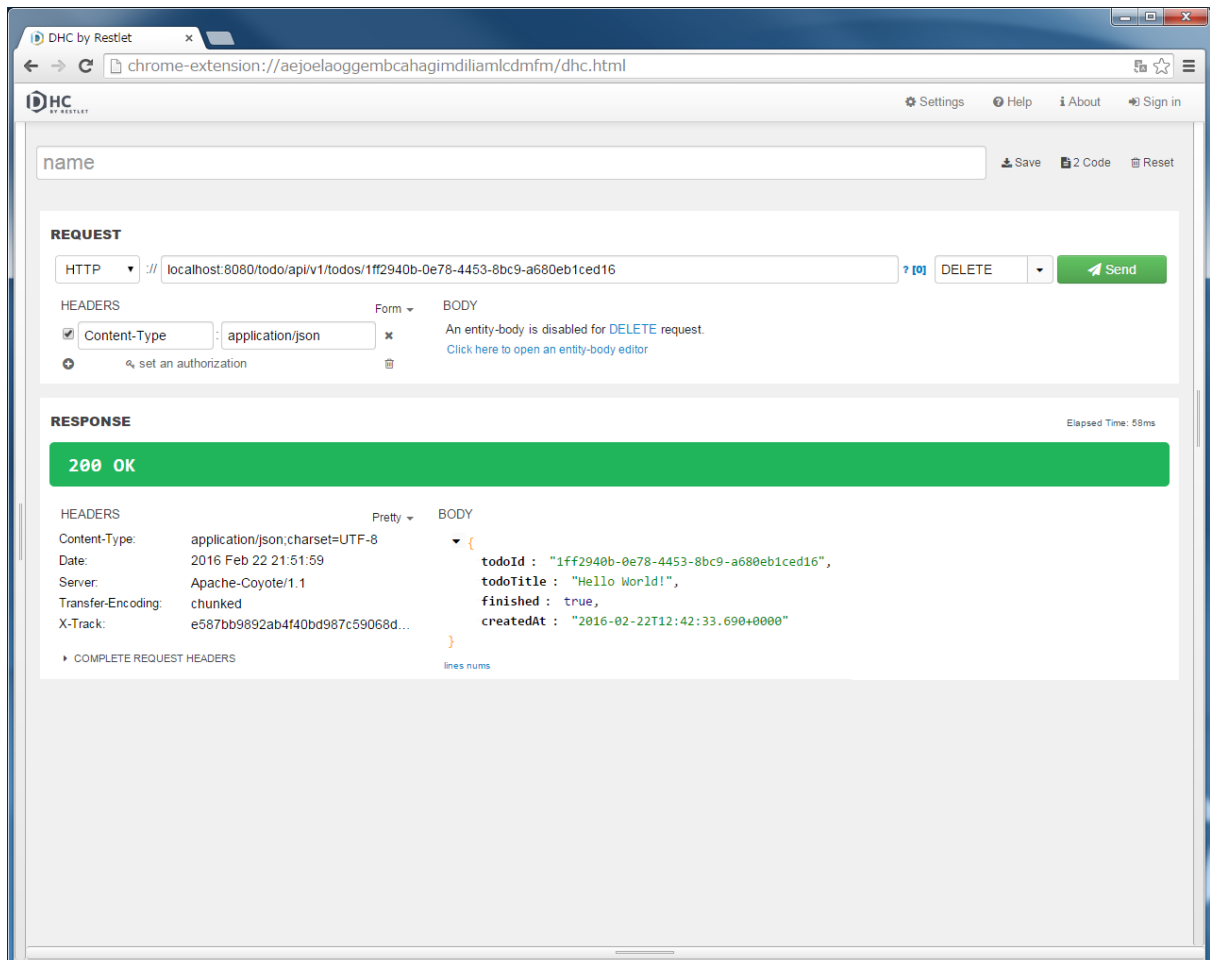 DHC by Restlet
chrome-extension://aejoelaoggembcahagimdiliamlcdmfm/dhc.html
DHC
BY RESTLET
Settings Help About Sign in
name
Save 2 Code Reset
REQUEST
HTTP :// localhost:8080/todo/api/v1/todos/1ff2940b-0e78-4453-8bc9-a680eb1ced16 ? [0] DELETE Send
HEADERS Form BODY
Content-Type : application/json An entity-body is disabled for DELETE request.
Click here to open an entity-body editor
set an authorization
RESPONSE Elapsed Time: 58ms
200 OK
HEADERS Pretty BODY
Content-Type: application/json;charset=UTF-8 {
Date: 2016 Feb 22 21:51:59 todoId : "1ff2940b-0e78-4453-8bc9-a680eb1ced16",
Server: Apache-Coyote/1.1 todoTitle : "Hello World!",
Transfer-Encoding: chunked finished : true,
X-Track: e587bb9892ab4f40bd987c59068d... createdAt : "2016-02-22T12:42:33.690+0000"
}
COMPLETE REQUEST HEADERS lines nums